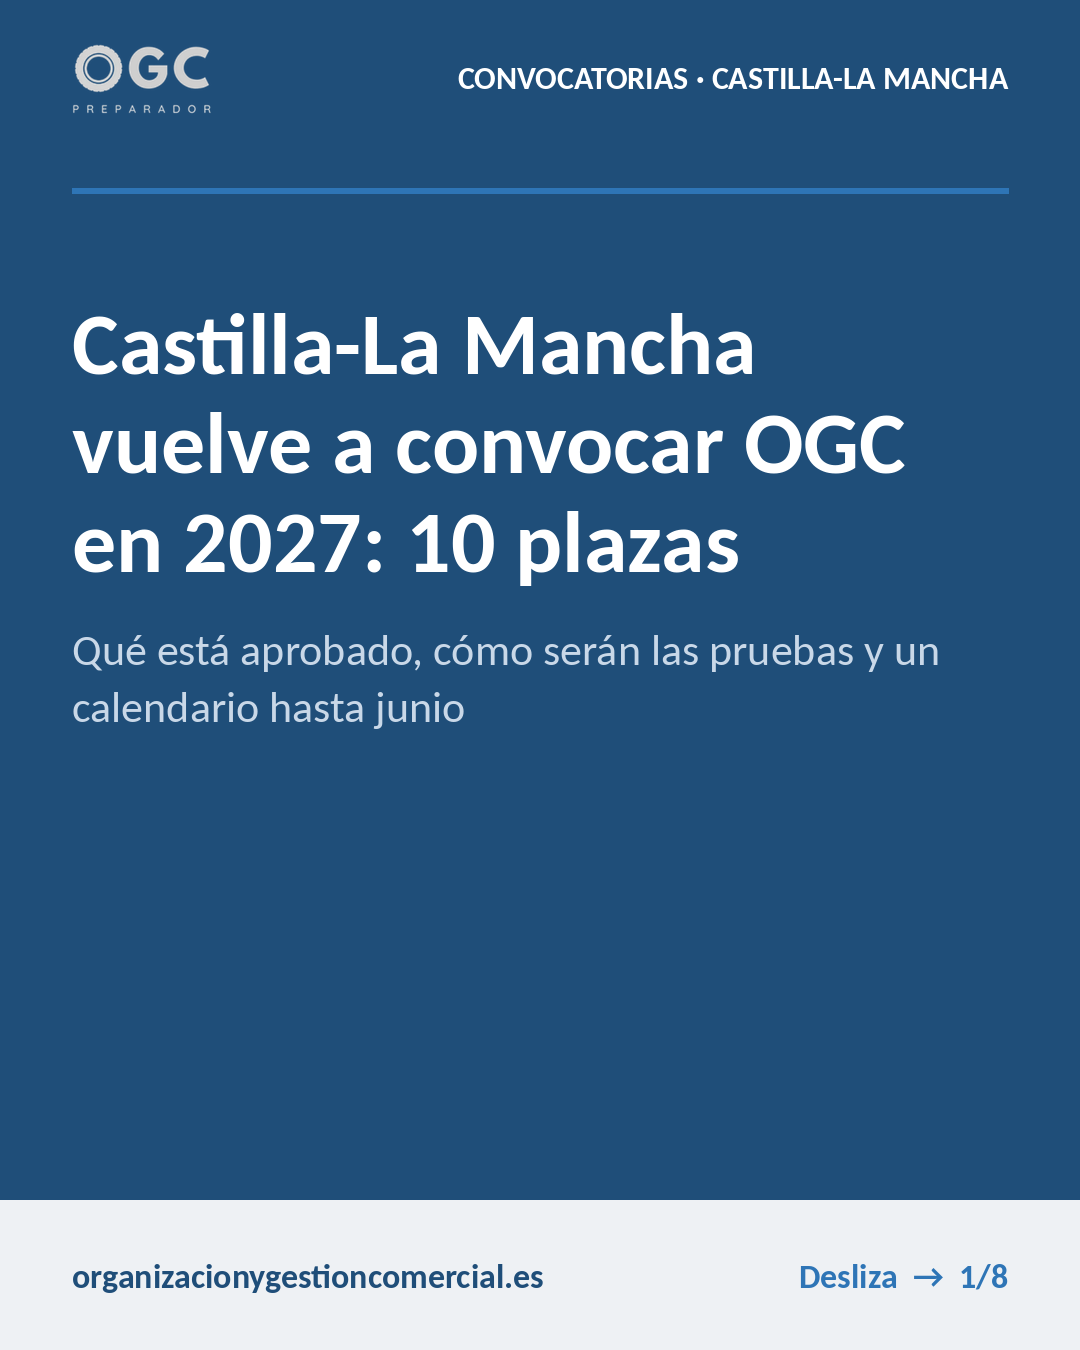 OGC
PREPARADOR
CONVOCATORIAS · CASTILLA-LA MANCHA
Castilla-La Mancha
vuelve a convocar OGC
en 2027: 10 plazas
Qué está aprobado, cómo serán las pruebas y un
calendario hasta junio
organizacionygestioncomercial.es
Desliza → 1/8